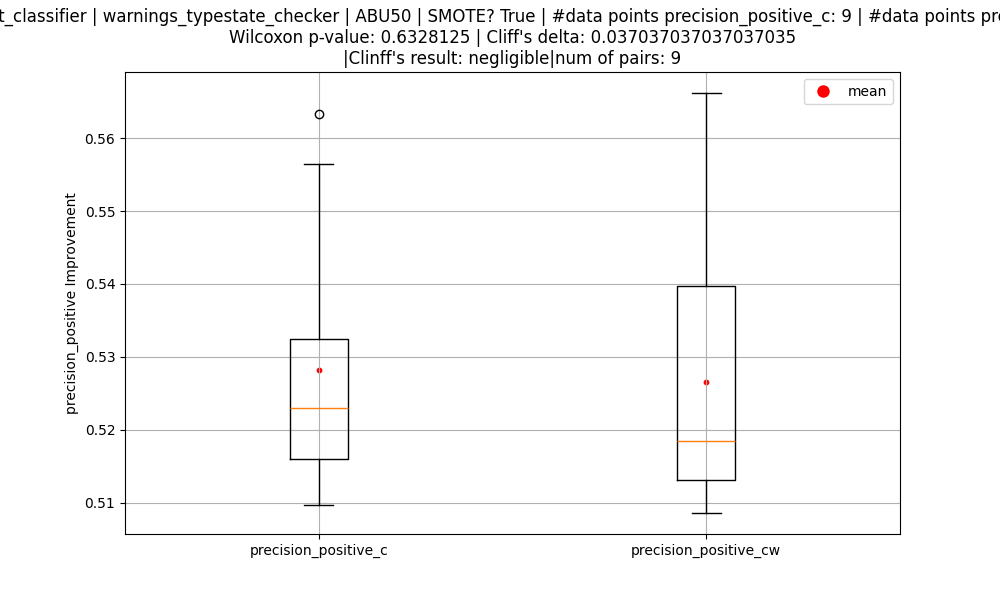 t_classifier | warnings_typestate_checker | ABU50 | SMOTE? True | #data points precision_positive_c: 9 | #data points pre
Wilcoxon p-value: 0.6328125 | Cliff's delta: 0.037037037037037035
|Clinff's result: negligible|num of pairs: 9
mean
0.56
0.55
0.54
0.53
0.52
0.51
precision_positive Improvement
precision_positive_c
precision_positive_cw